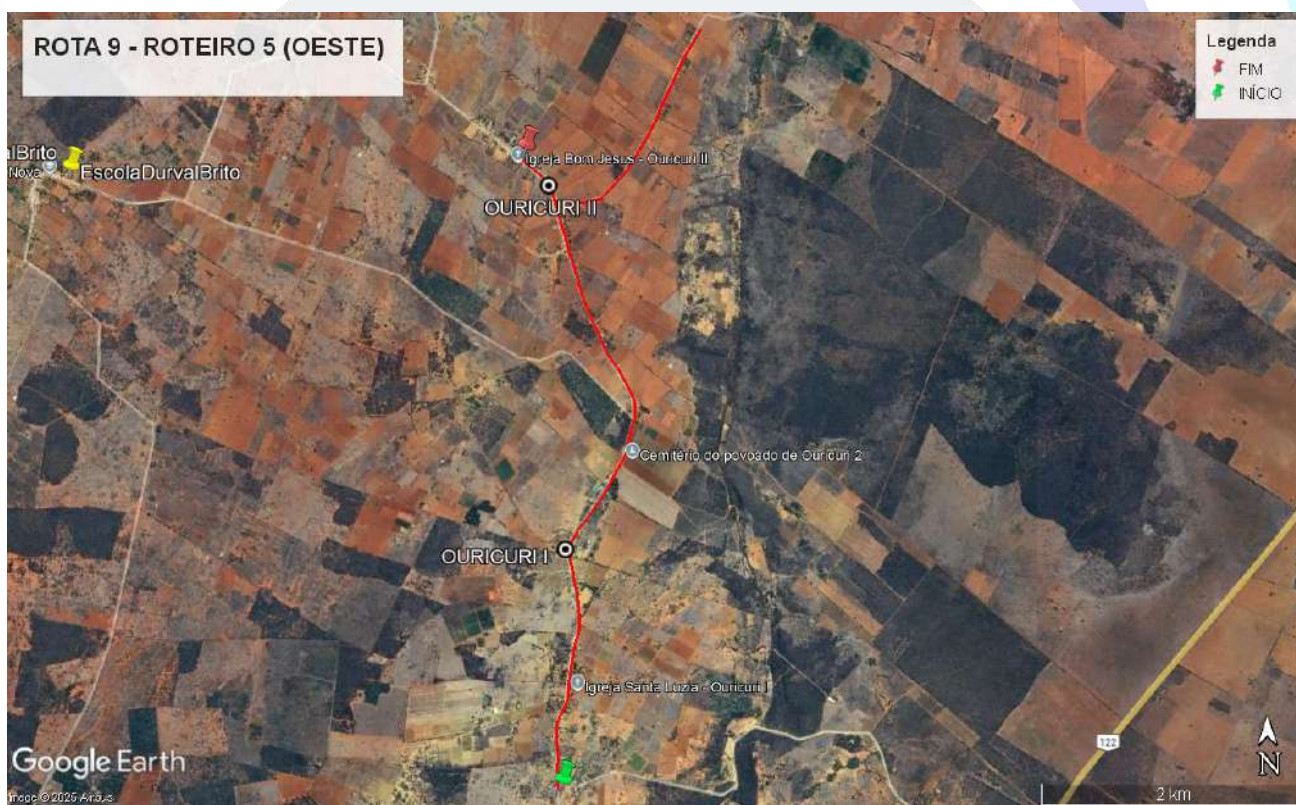 ROTA 9 - ROTEIRO 5 (OESTE)
Legenda
FIM
INÍCIO
alBrito
Nova
EscolaDurvalBrito
Igreja Bom Jesus - Ouricuri II
OURICURI II
Cemitério do povoado de Ouricuri 2
OURICURI I
Igreja Santa Luzia - Ouricuri I
122
Google Earth
N
Image © 2025 Airbus
2 km